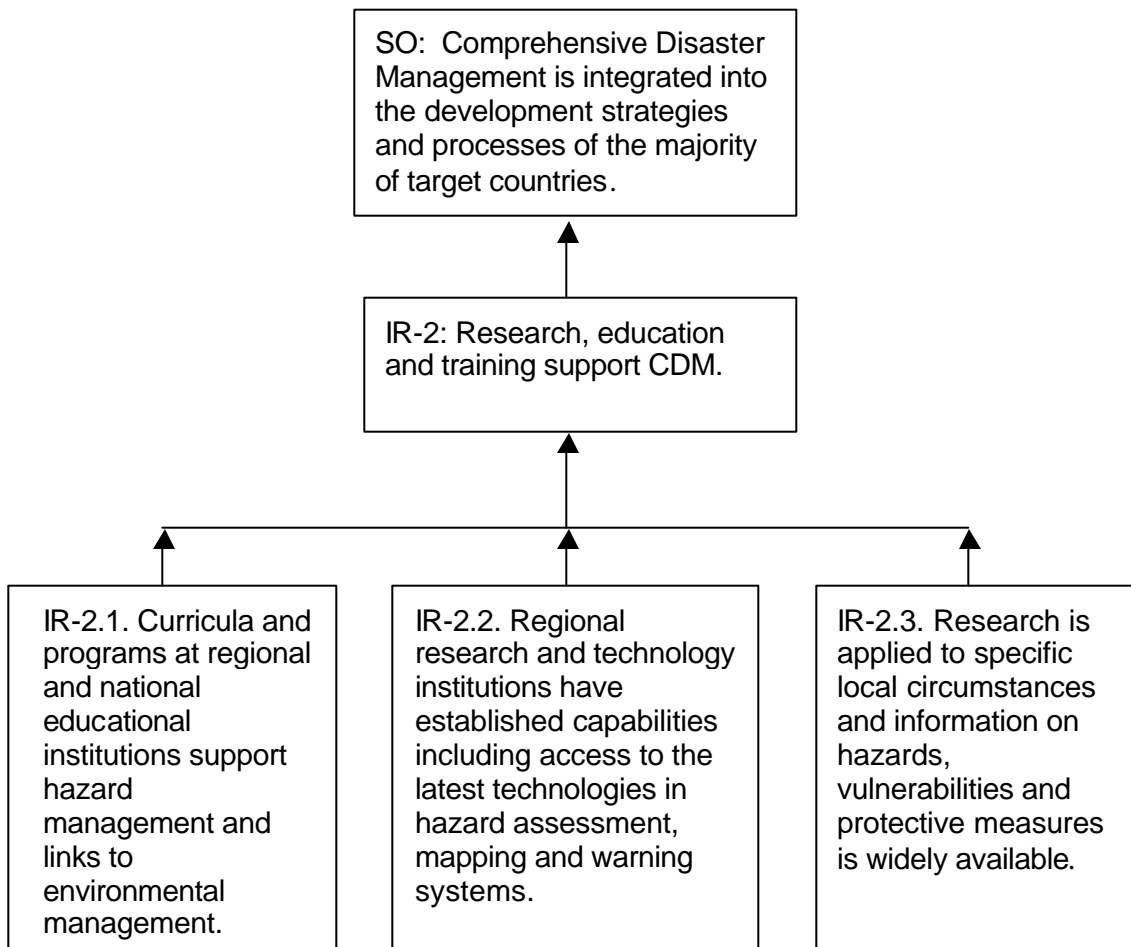 SO:  Comprehensive Disaster
Management is integrated into
the development strategies
and processes of the majority
of target countries.
IR-2: Research, education
and training support CDM.
IR-2.1. Curricula and
programs at regional
and national
educational
institutions support
hazard
management and
links to
environmental
management.
IR-2.2. Regional
research and technology
institutions have
established capabilities
including access to the
latest technologies in
hazard assessment,
mapping and warning
systems.
IR-2.3. Research is
applied to specific
local circumstances
and information on
hazards,
vulnerabilities and
protective measures
is widely available.